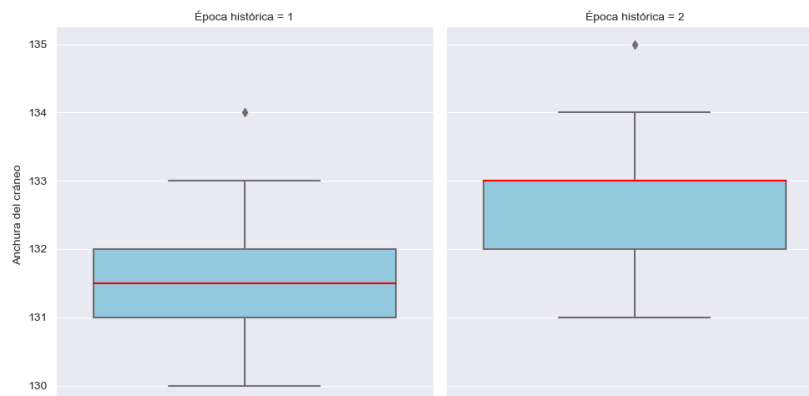 Época histórica = 1
Época histórica = 2
Anchura del cráneo
135
134
133
132
131
130